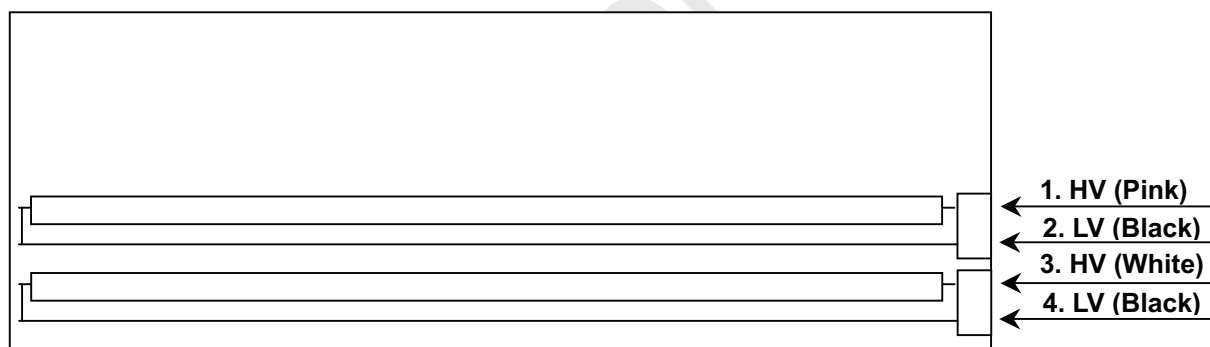 1. HV (Pink)
2. LV (Black)
3. HV (White)
4. LV (Black)